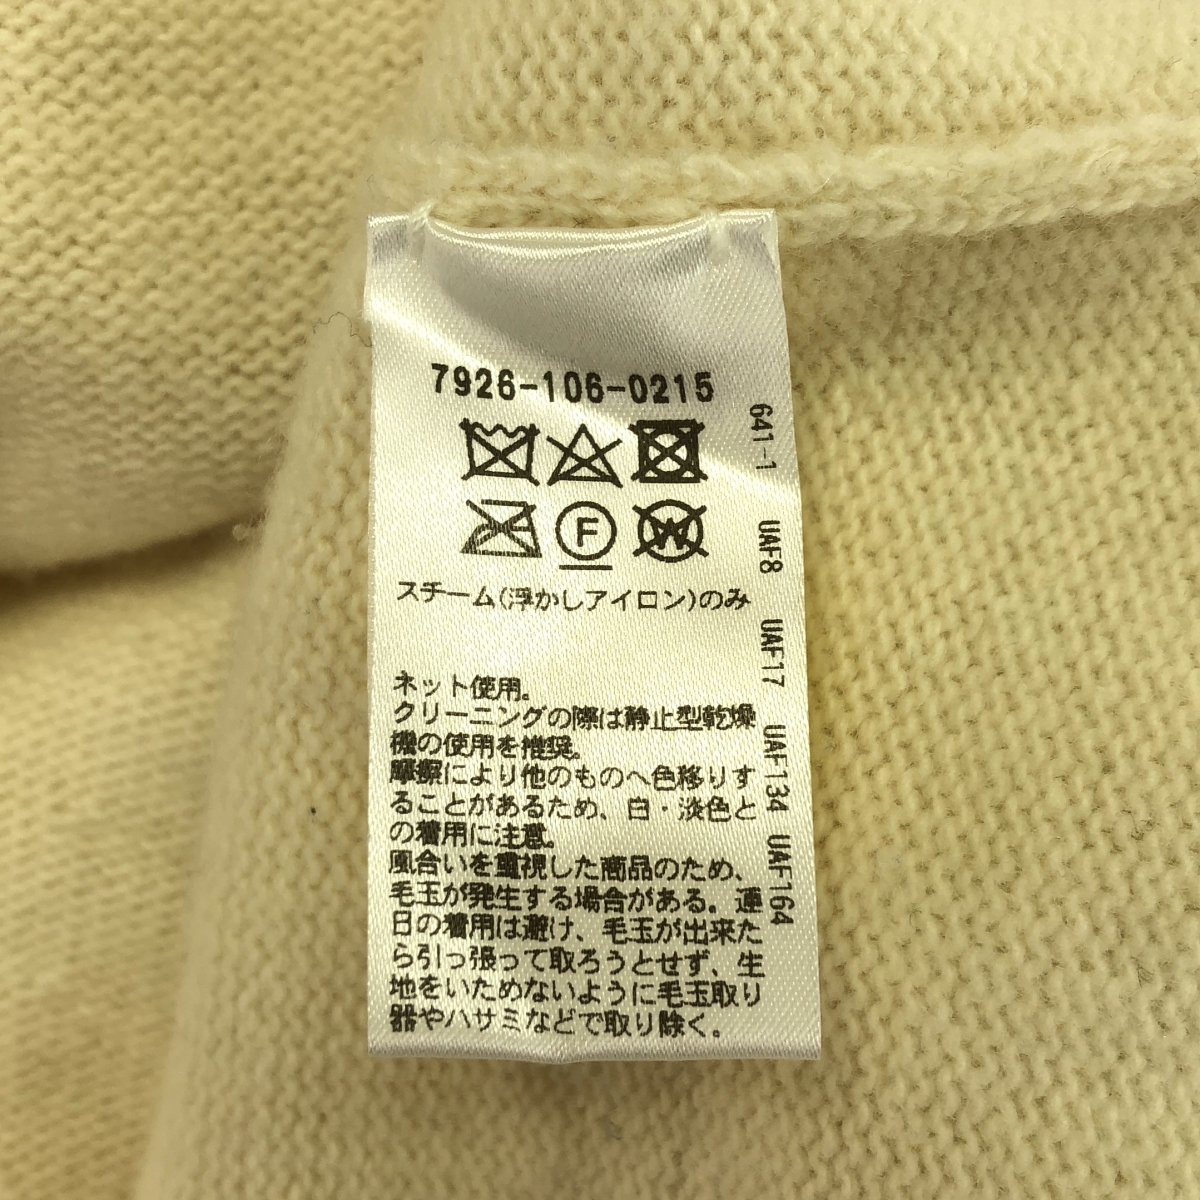 7926-106-0215
F
W
スチーム(浮かしアイロン)のみ
ネット使用。
クリーニングの際は静止型乾燥
機の使用を推奨。
摩擦により他のものへ色移りす
ることがあるため、白・淡色と
の着用に注意。
風合いを重視した商品のため、
毛玉が発生する場合がある。連
日の着用は避け、毛玉が出来た
ら引っ張って取ろうとせず、生
地をいためないように毛玉取り
器やハサミなどで取り除く。
641-1 UAF8 UAF17 UAF134 UAF164